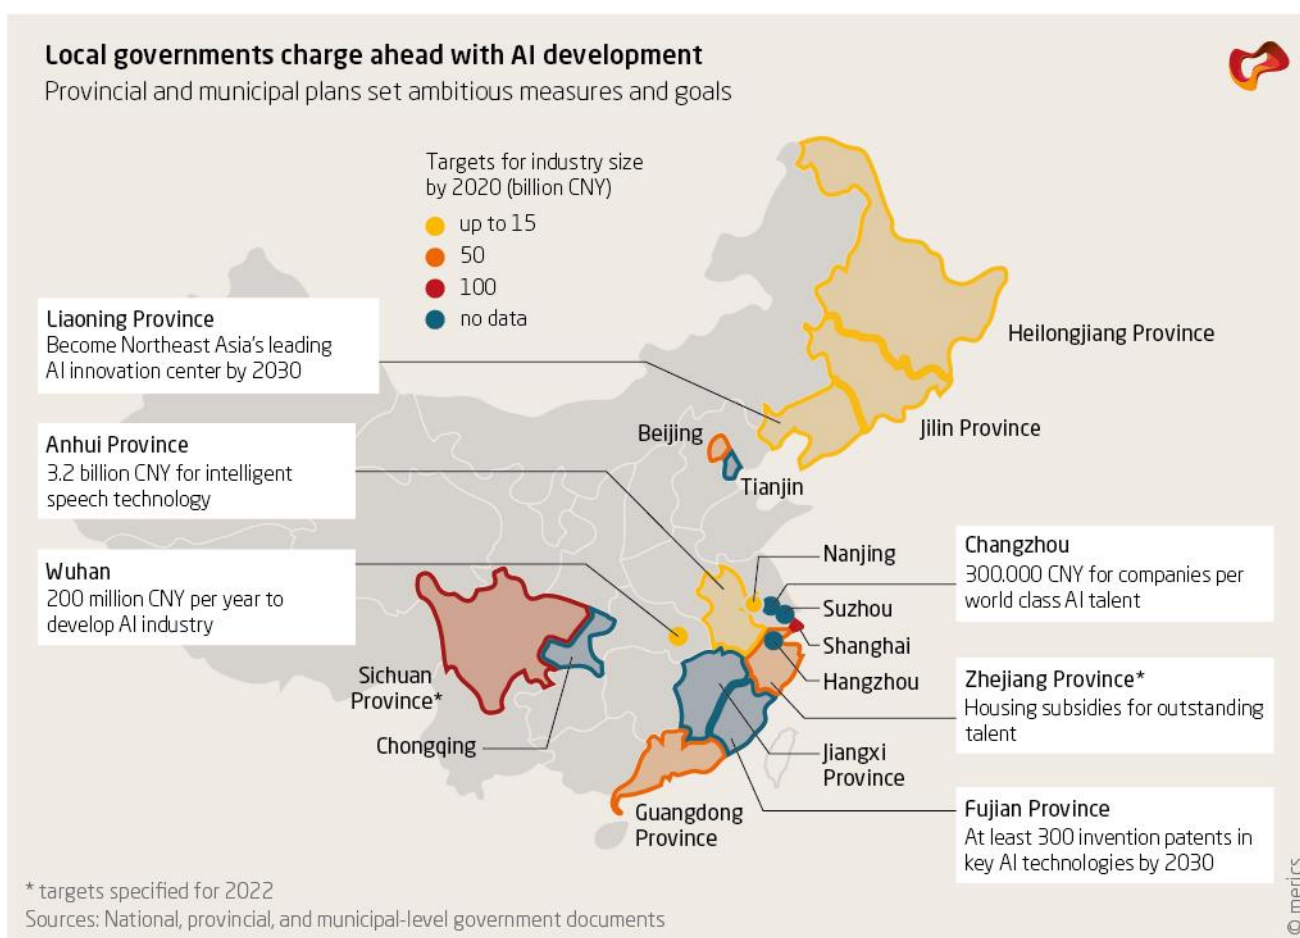 Local governments charge ahead with AI development
Provincial and municipal plans set ambitious measures and goals
Targets for industry size
by 2020 (billion CNY)
up to 15
50
100
no data
Liaoning Province
Become Northeast Asia's leading
AI innovation center by 2030
Heilongjiang Province
Jilin Province
Beijing
Tianjin
Anhui Province
3.2 billion CNY for intelligent
speech technology
Wuhan
200 million CNY per year to
develop AI industry
Nanjing
Suzhou
Shanghai
Hangzhou
Changzhou
300.000 CNY for companies per
world class AI talent
Zhejiang Province*
Housing subsidies for outstanding
talent
Sichuan
Province*
Chongqing
Jiangxi
Province
Guangdong
Province
Fujian Province
At least 300 invention patents in
key AI technologies by 2030
* targets specified for 2022
Sources: National, provincial, and municipal-level government documents
© merics